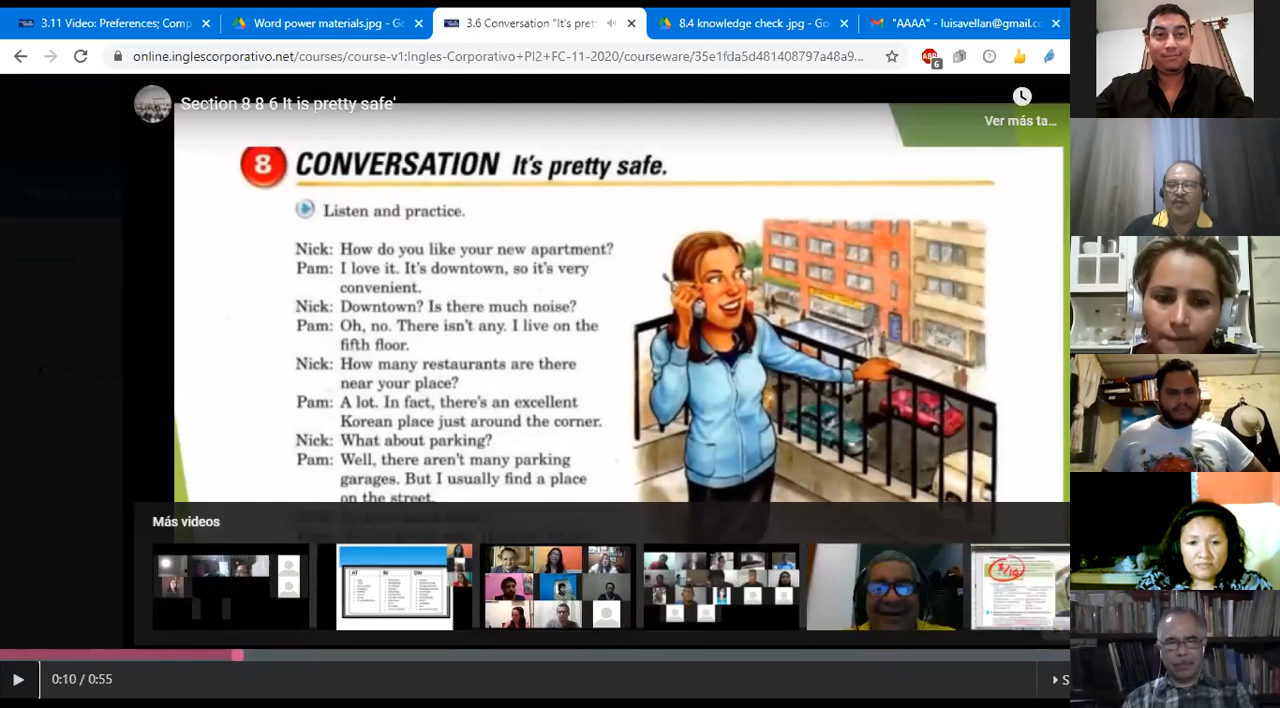 3.11 Video: Preferences; Comp
Word power materials.jpg - Go
3.6 Conversation "It's pret
8.4 knowledge check .jpg - Goo
"AAAA" - luisavellan@gmail.co
online.inglescorporativo.net/courses/course-v1:Ingles-Corporativo+PI2+FC-11-2020/courseware/35e1fda5d481408797a48a9...
6
Section 8 8 6 It is pretty safe'
Ver más ta...
8 CONVERSATION It's pretty safe.
Listen and practice.
Nick: How do you like your new apartment?
Pam: I love it. It's downtown, so it's very
convenient.
Nick: Downtown? Is there much noise?
Pam: Oh, no. There isn't any. I live on the
fifth floor.
Nick: How many restaurants are there
near your place?
Pam: A lot. In fact, there's an excellent
Korean place just around the corner.
Nick: What about parking?
Pam: Well, there aren't many parking
garages. But I usually find a place
on the street.
Más videos
AT IN ON
0:10 / 0:55
S